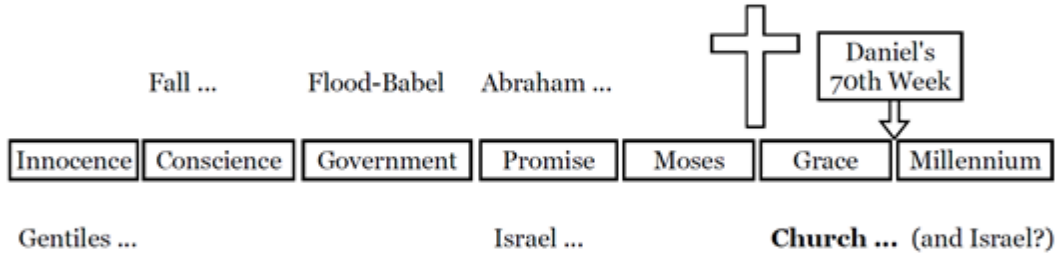 Daniel's
70th Week
Fall ... Flood-Babel Abraham ...
Innocence Conscience Government Promise Moses Grace Millennium
Gentiles ... Israel ... Church ... (and Israel?)